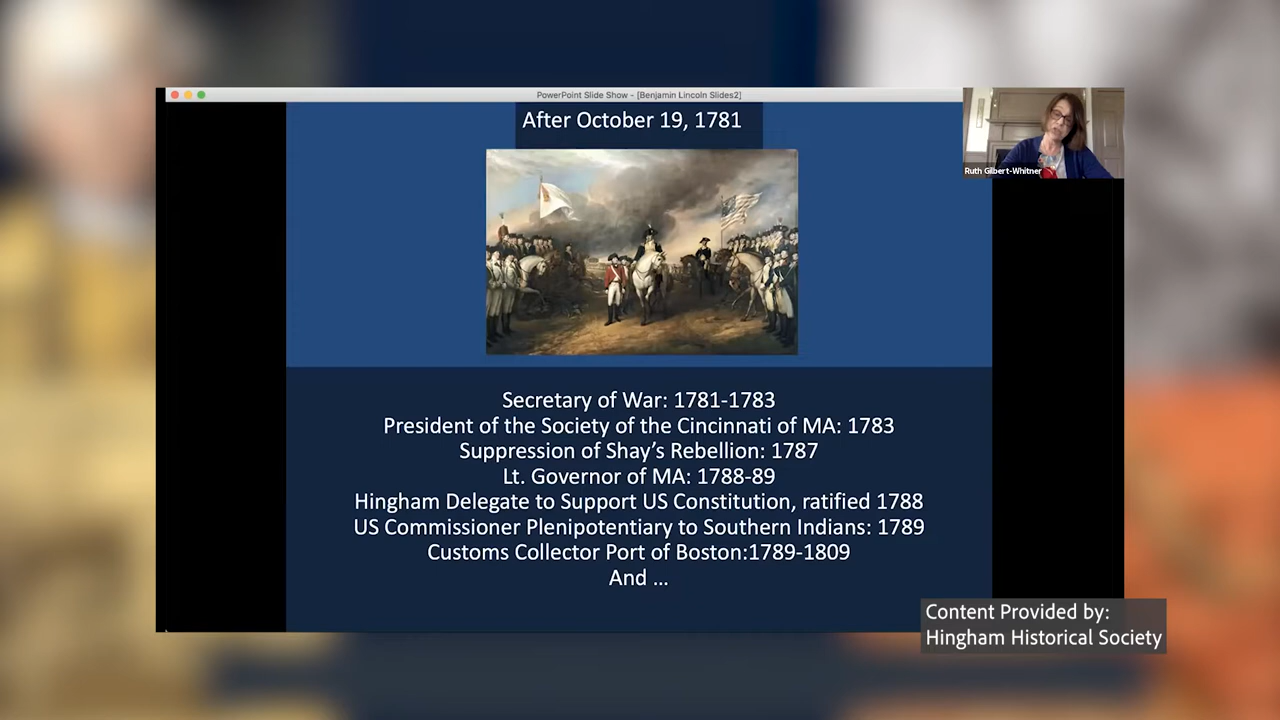 PowerPoint Slide Show - [Benjamin Lincoln Slides2]
After October 19, 1781
Ruth Gilbert-Whitner
Secretary of War: 1781-1783
President of the Society of the Cincinnati of MA: 1783
Suppression of Shay’s Rebellion: 1787
Lt. Governor of MA: 1788-89
Hingham Delegate to Support US Constitution, ratified 1788
US Commissioner Plenipotentiary to Southern Indians: 1789
Customs Collector Port of Boston:1789-1809
And ...
Content Provided by:
Hingham Historical Society